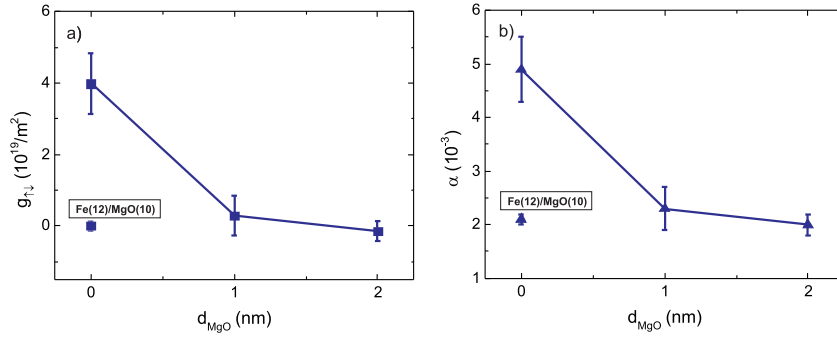 a)
6
4
2
0
g↑↓ (10¹⁹/m²)
Fe(12)/MgO(10)
0
1
2
d_MgO (nm)
b)
6
5
4
3
2
1
α (10⁻³)
Fe(12)/MgO(10)
0
1
2
d_MgO (nm)